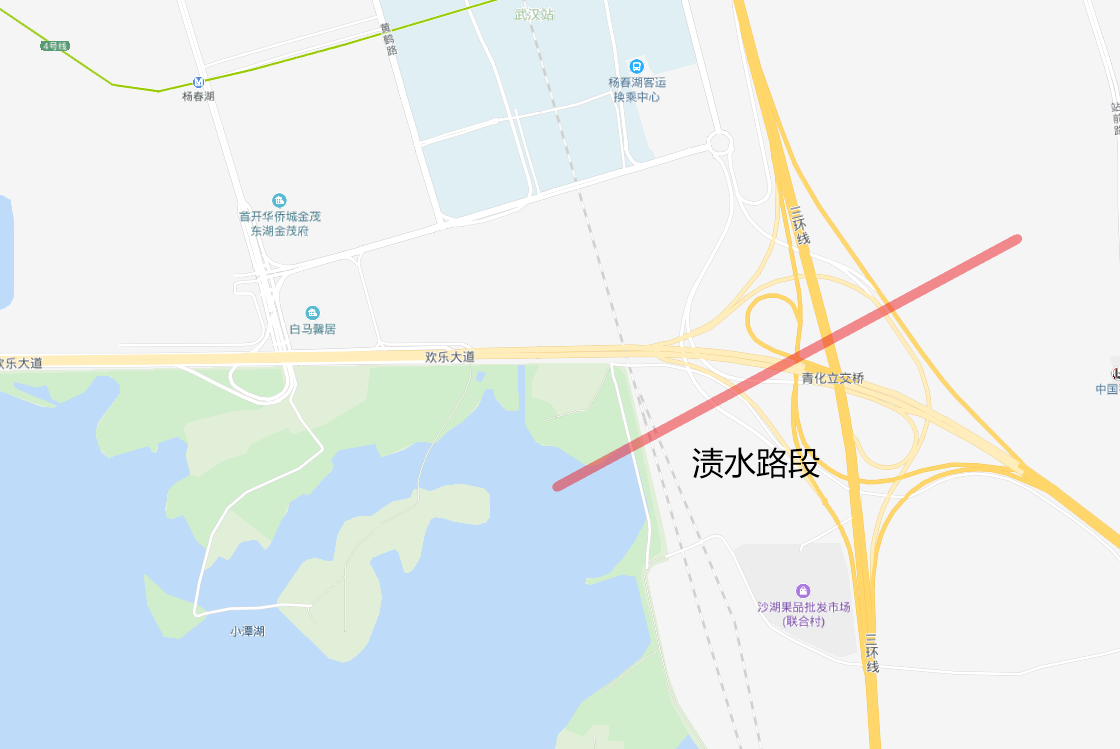 武汉站
黄鹤路
4号线
杨春湖
杨春湖客运
换乘中心
站前路
首开华侨城金茂
东湖金茂府
三环线
白马馨居
欢乐大道
欢乐大道
青化立交桥
中国
渍水路段
沙湖果品批发市场
(联合村)
小潭湖
三环线